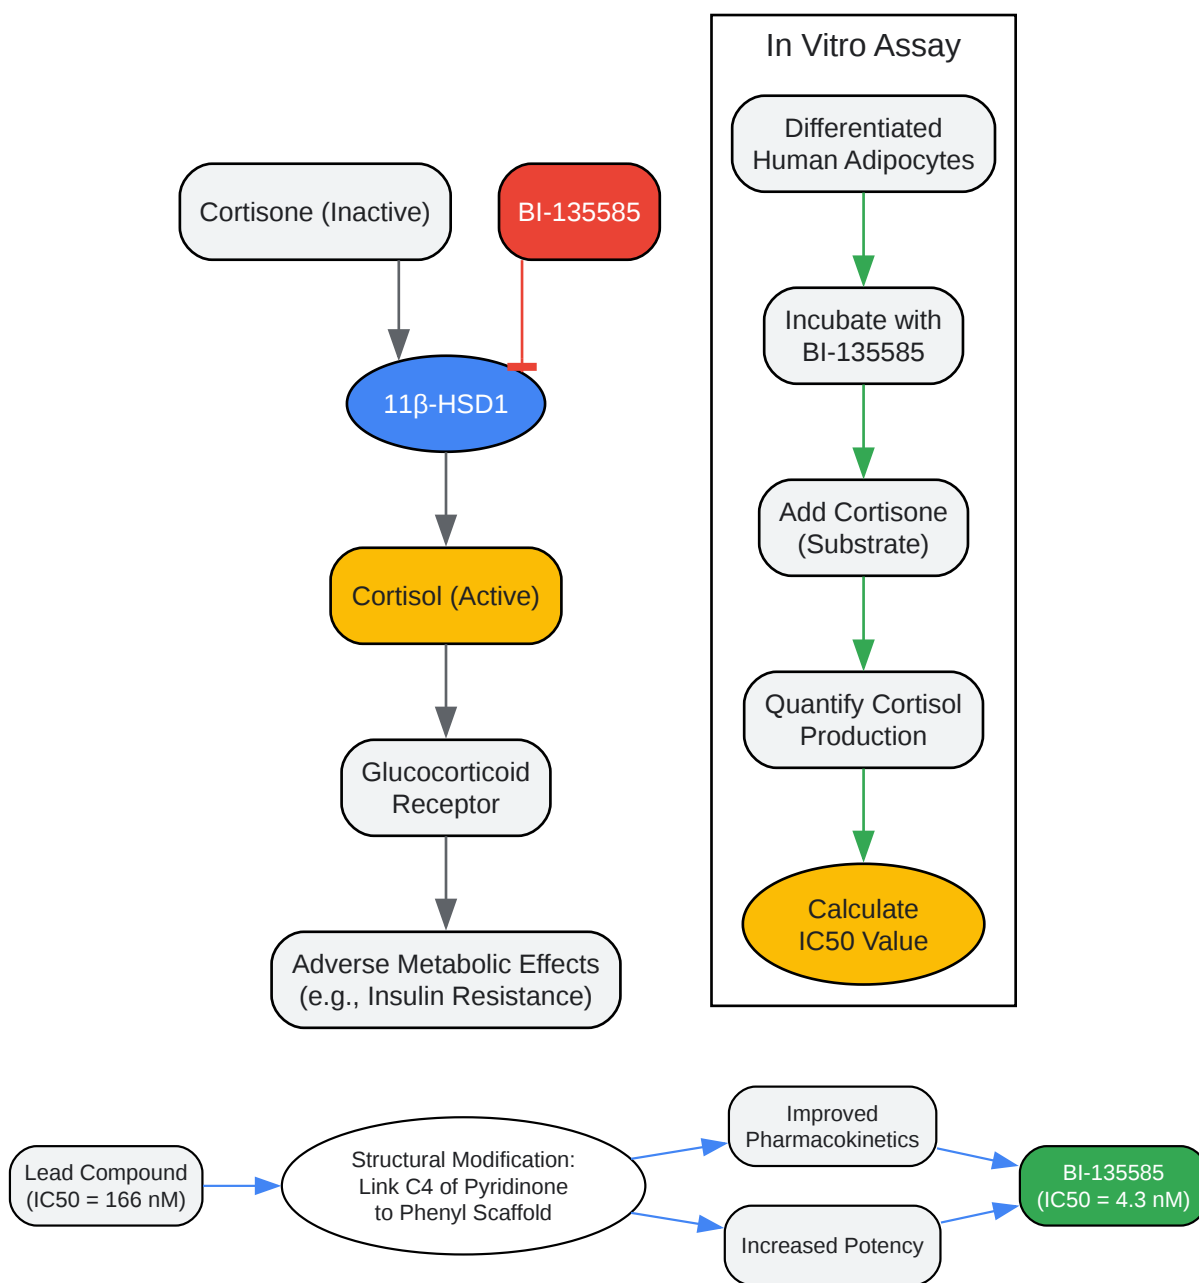 Cortisone (Inactive)
BI-135585
11β-HSD1
Cortisol (Active)
Glucocorticoid
Receptor
Adverse Metabolic Effects
(e.g., Insulin Resistance)
In Vitro Assay
Differentiated
Human Adipocytes
Incubate with
BI-135585
Add Cortisone
(Substrate)
Quantify Cortisol
Production
Calculate
IC50 Value
Lead Compound
(IC50 = 166 nM)
Structural Modification:
Link C4 of Pyridinone
to Phenyl Scaffold
Improved
Pharmacokinetics
Increased Potency
BI-135585
(IC50 = 4.3 nM)